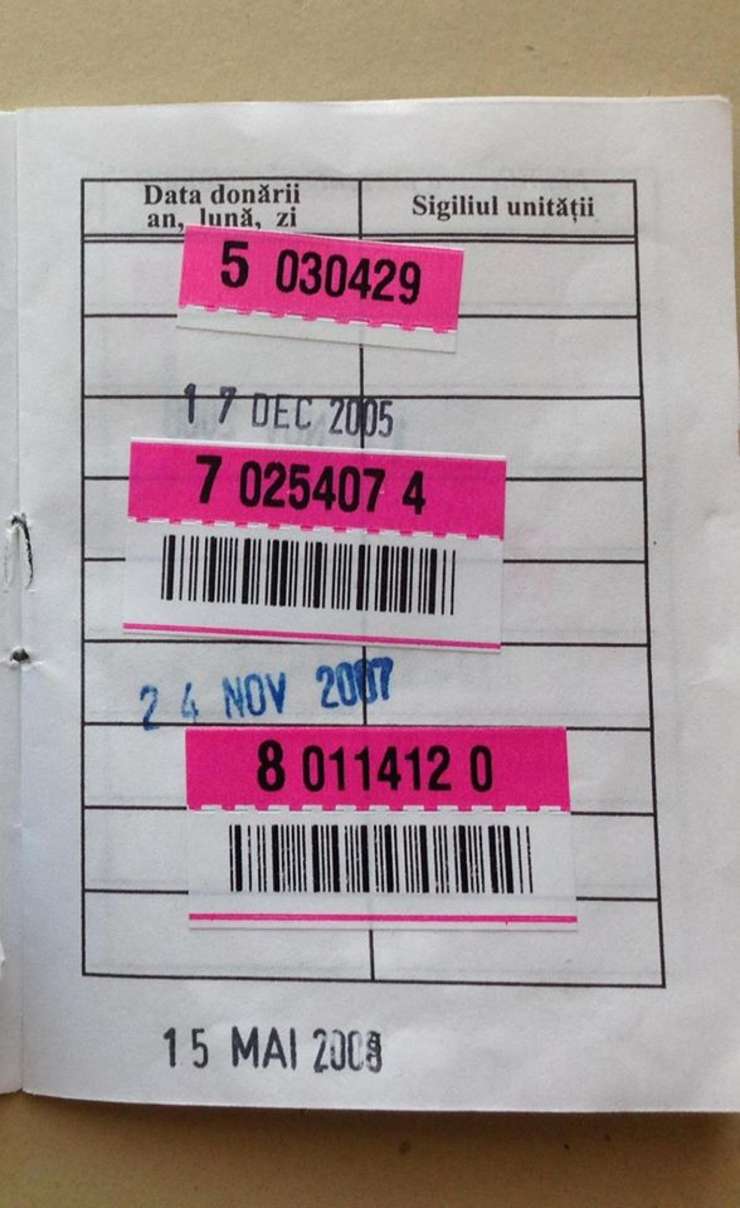 Data donării
an, lună, zi
Sigiliul unității
5 030429
17 DEC 2005
7 025407 4
24 NOV 2007
8 011412 0
15 MAI 2008